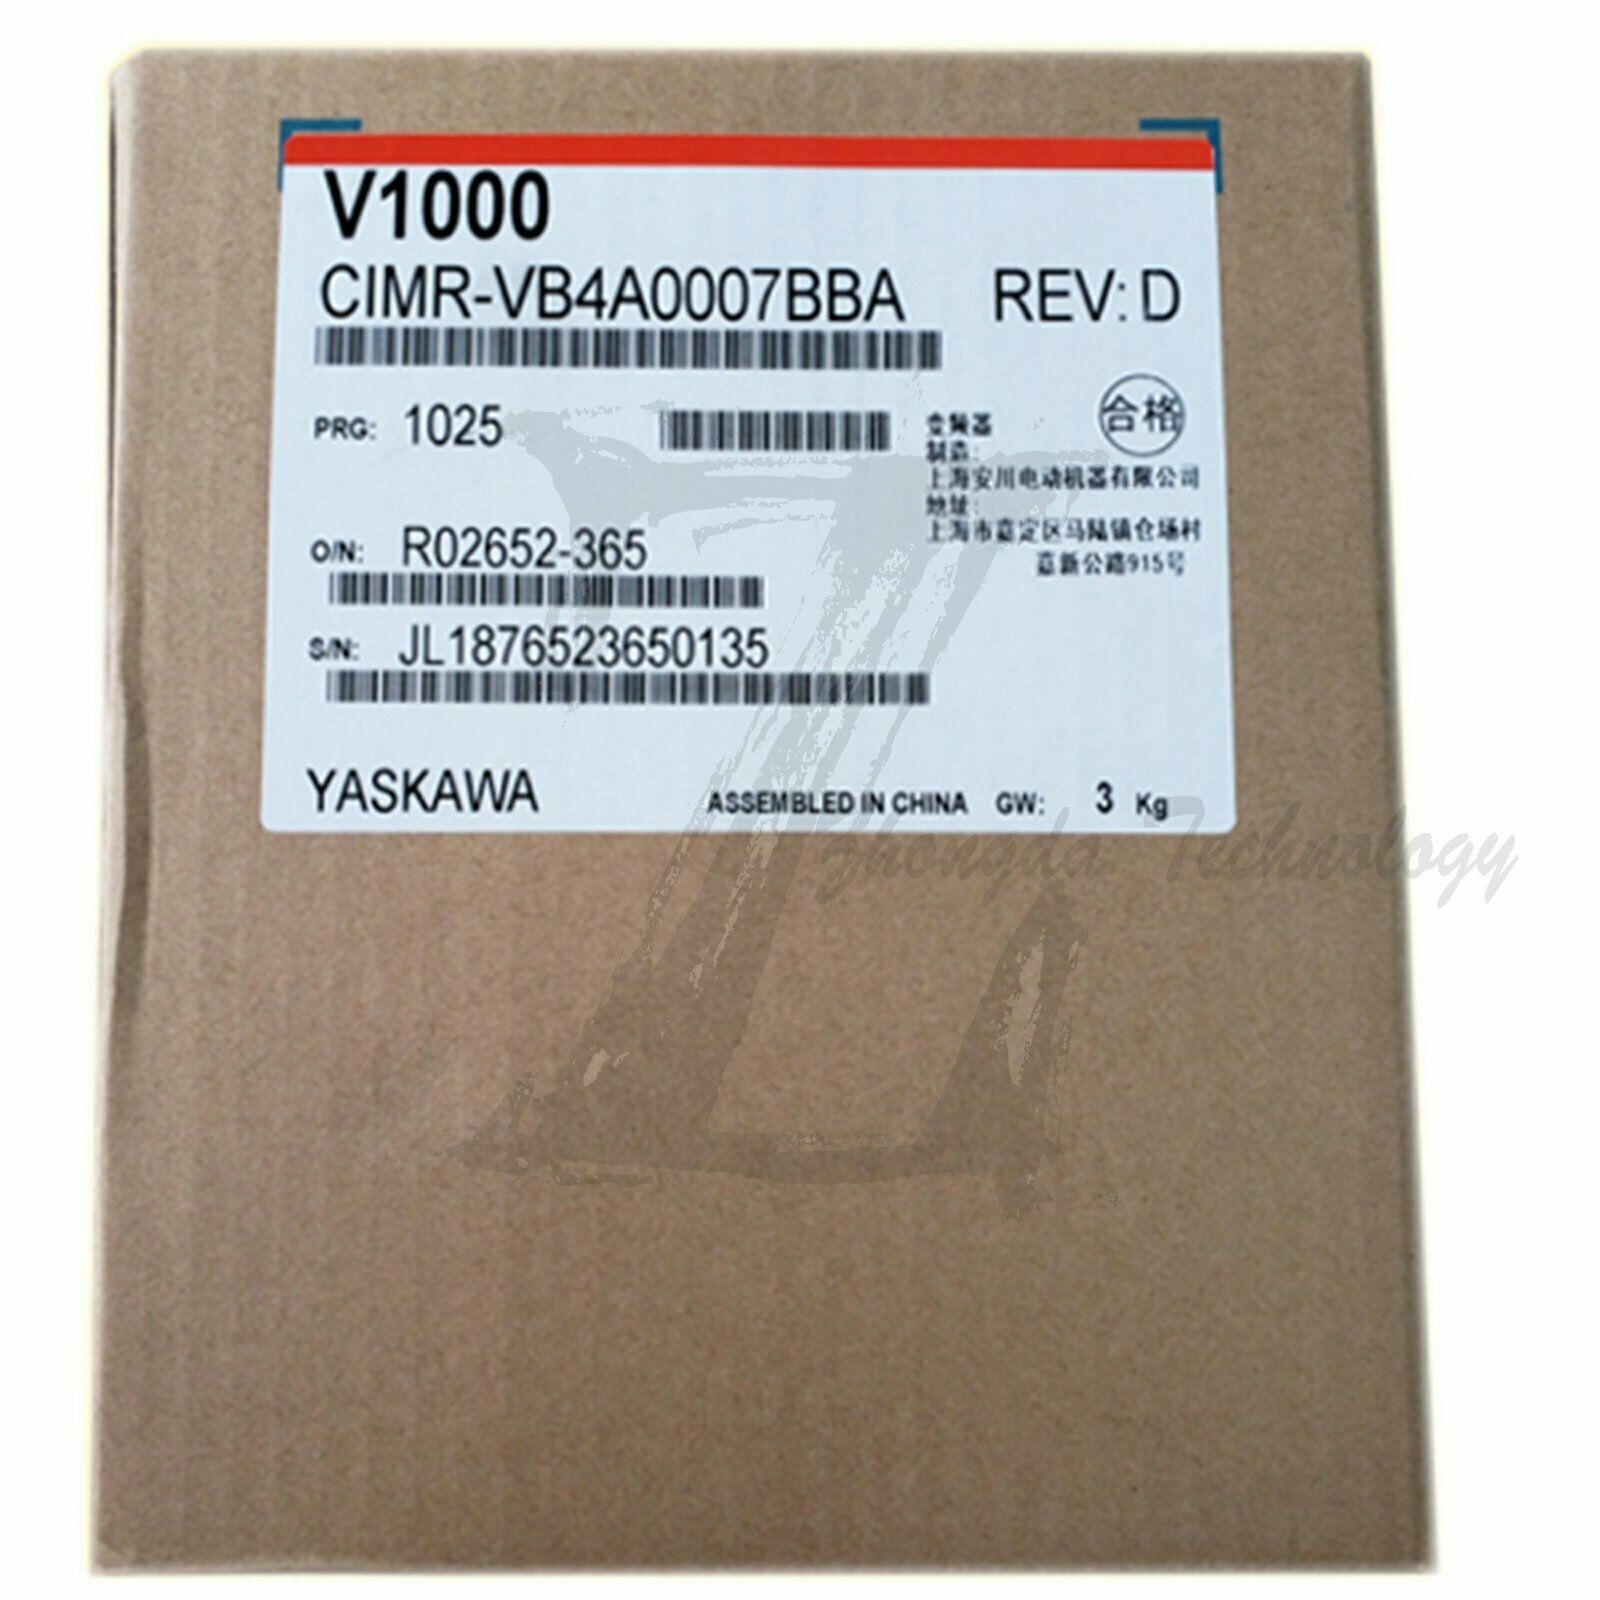 V1000
CIMR-VB4A0007BBA REV: D
PRG: 1025
合格
变频器
制造:
上海安川电动机器有限公司
地址:
上海市嘉定区马陆镇仓场村
嘉新公路915号
O/N: R02652-365
S/N: JL1876523650135
YASKAWA ASSEMBLED IN CHINA GW: 3 Kg
Zhongda Technology